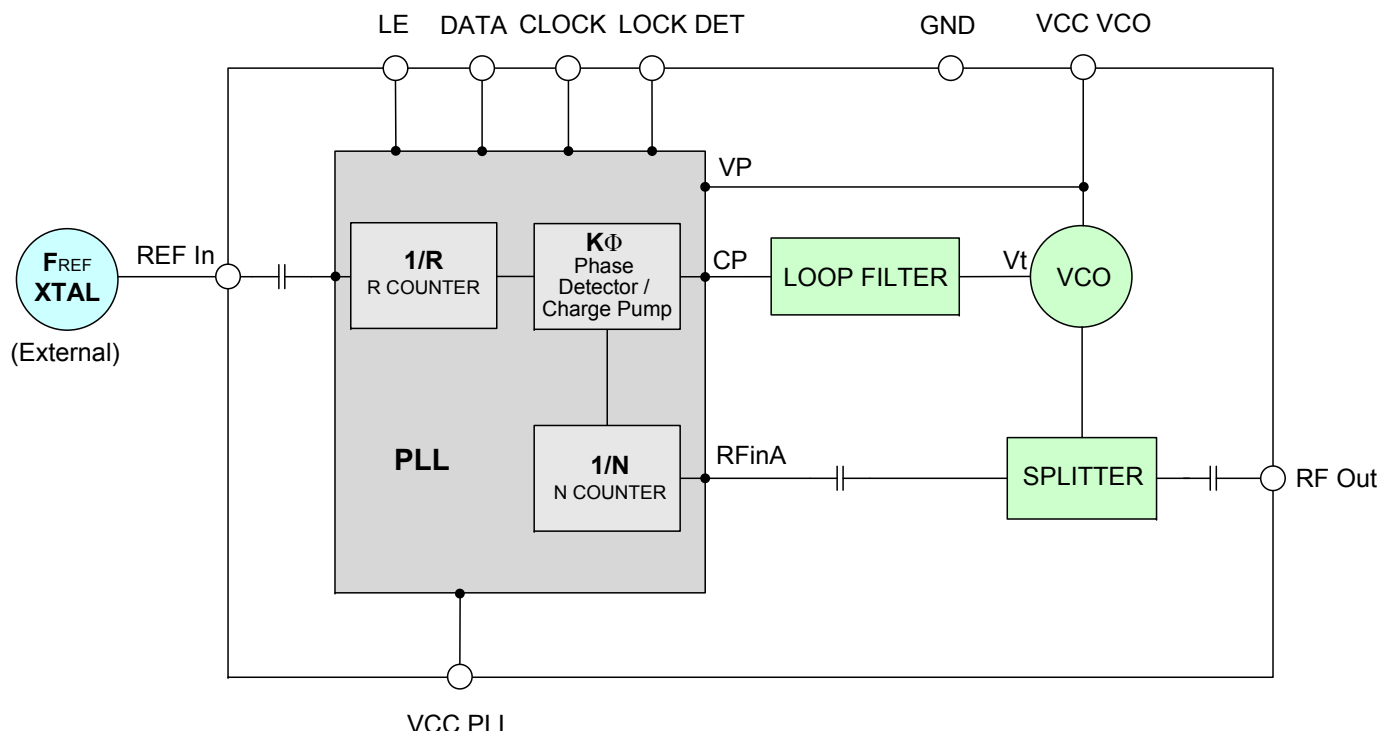 LE DATA CLOCK LOCK DET GND VCC VCO
VP
FREF
XTAL
(External)
REF In
1/R
R COUNTER
KΦ
Phase
Detector /
Charge Pump
CP
LOOP FILTER
Vt
VCO
PLL
1/N
N COUNTER
RFinA
SPLITTER
RF Out
VCC PLL